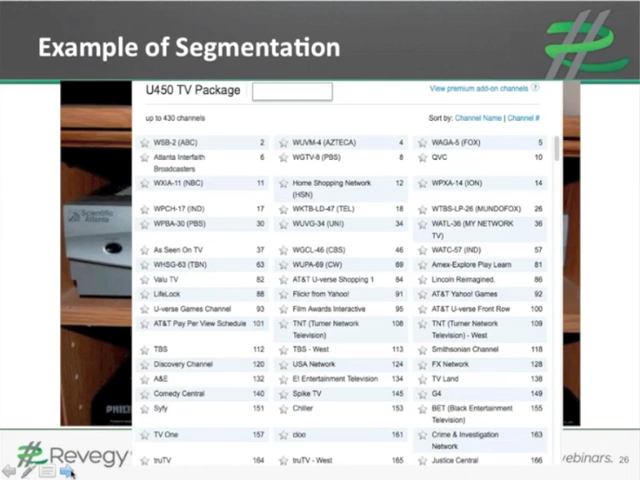 Example of Segmentation
U450 TV Package
View premium add-on channels ?
up to 430 channels
Sort by: Channel Name | Channel #
WSB-2 (ABC) 2 WUVM-4 (AZTECA) 4 WAGA-5 (FOX) 5
Atlanta Interfaith Broadcasters 6 WGTV-8 (PBS) 8 QVC 10
WXIA-11 (NBC) 11 Home Shopping Network (HSN) 12 WPXA-14 (ION) 14
WPCH-17 (IND) 17 WKTB-LD-47 (TEL) 18 WTBS-LP-26 (MUNDOFOX) 26
WPBA-30 (PBS) 30 WUVG-34 (UNI) 34 WATL-36 (MY NETWORK TV) 36
As Seen On TV 37 WGCL-46 (CBS) 46 WATC-57 (IND) 57
WHSG-63 (TBN) 63 WUPA-69 (CW) 69 Amex-Explore Play Learn 81
Valu TV 82 AT&T U-verse Shopping 1 84 Lincoln Reimagined. 86
LifeLock 88 Flickr from Yahoo! 91 AT&T Yahoo! Games 92
U-verse Games Channel 93 Film Awards Interactive 95 AT&T U-verse Front Row 100
AT&T Pay Per View Schedule 101 TNT (Turner Network Television) 108 TNT (Turner Network Television) - West 109
TBS 112 TBS - West 113 Smithsonian Channel 118
Discovery Channel 120 USA Network 124 FX Network 128
A&E 132 E! Entertainment Television 134 TV Land 138
Comedy Central 140 Spike TV 145 G4 149
Syfy 151 Chiller 153 BET (Black Entertainment Television) 155
TV One 157 cloo 161 Crime & Investigation Network 163
truTV 164 truTV - West 165 Justice Central 166
Scientific Atlanta
PHILI
Revegy
webinars. 26